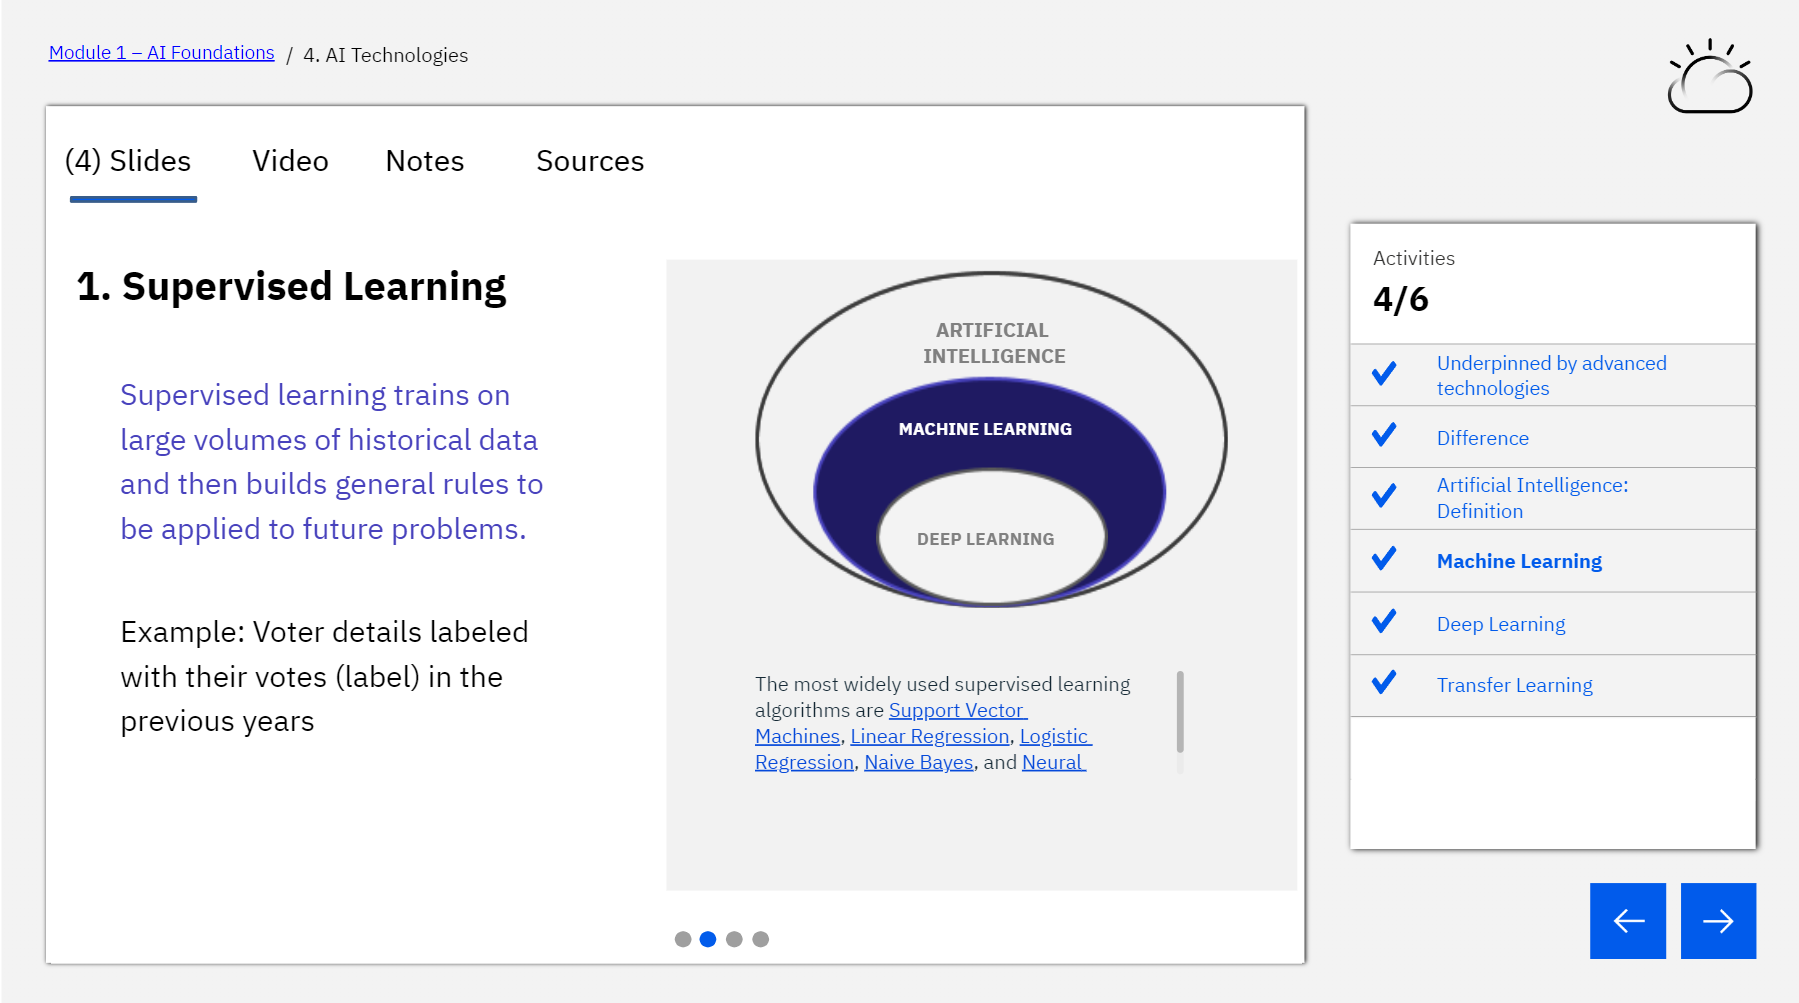 Module 1 – AI Foundations / 4. AI Technologies
(4) Slides Video Notes Sources
1. Supervised Learning
Supervised learning trains on
large volumes of historical data
and then builds general rules to
be applied to future problems.
Example: Voter details labeled
with their votes (label) in the
previous years
ARTIFICIAL
INTELLIGENCE
MACHINE LEARNING
DEEP LEARNING
The most widely used supervised learning
algorithms are Support Vector
Machines, Linear Regression, Logistic
Regression, Naive Bayes, and Neural
Activities
4/6
Underpinned by advanced
technologies
Difference
Artificial Intelligence:
Definition
Machine Learning
Deep Learning
Transfer Learning